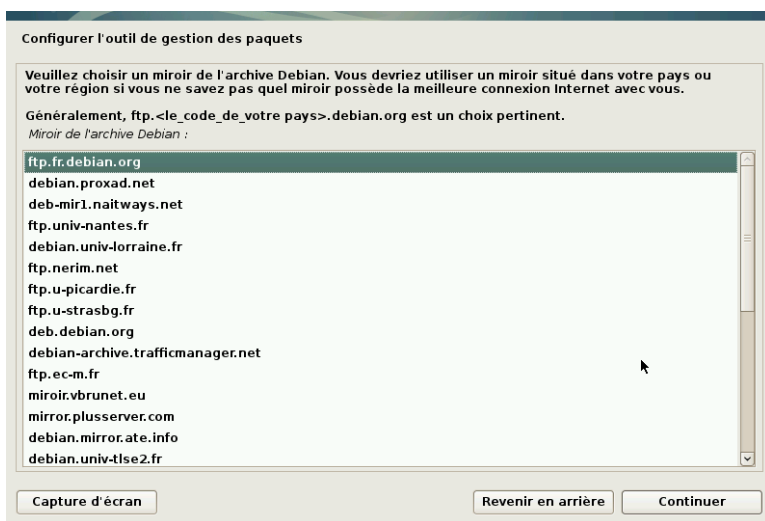 Configurer l'outil de gestion des paquets
Veuillez choisir un miroir de l'archive Debian. Vous devriez utiliser un miroir situé dans votre pays ou
votre région si vous ne savez pas quel miroir possède la meilleure connexion Internet avec vous.
Généralement, ftp.<le_code_de_votre pays>.debian.org est un choix pertinent.
Miroir de l'archive Debian :
ftp.fr.debian.org
debian.proxad.net
deb-mir1.naitways.net
ftp.univ-nantes.fr
debian.univ-lorraine.fr
ftp.nerim.net
ftp.u-picardie.fr
ftp.u-strasbg.fr
deb.debian.org
debian-archive.trafficmanager.net
ftp.ec-m.fr
miroir.vbrunet.eu
mirror.plusserver.com
debian.mirror.ate.info
debian.univ-tlse2.fr
Capture d'écran
Revenir en arrière
Continuer